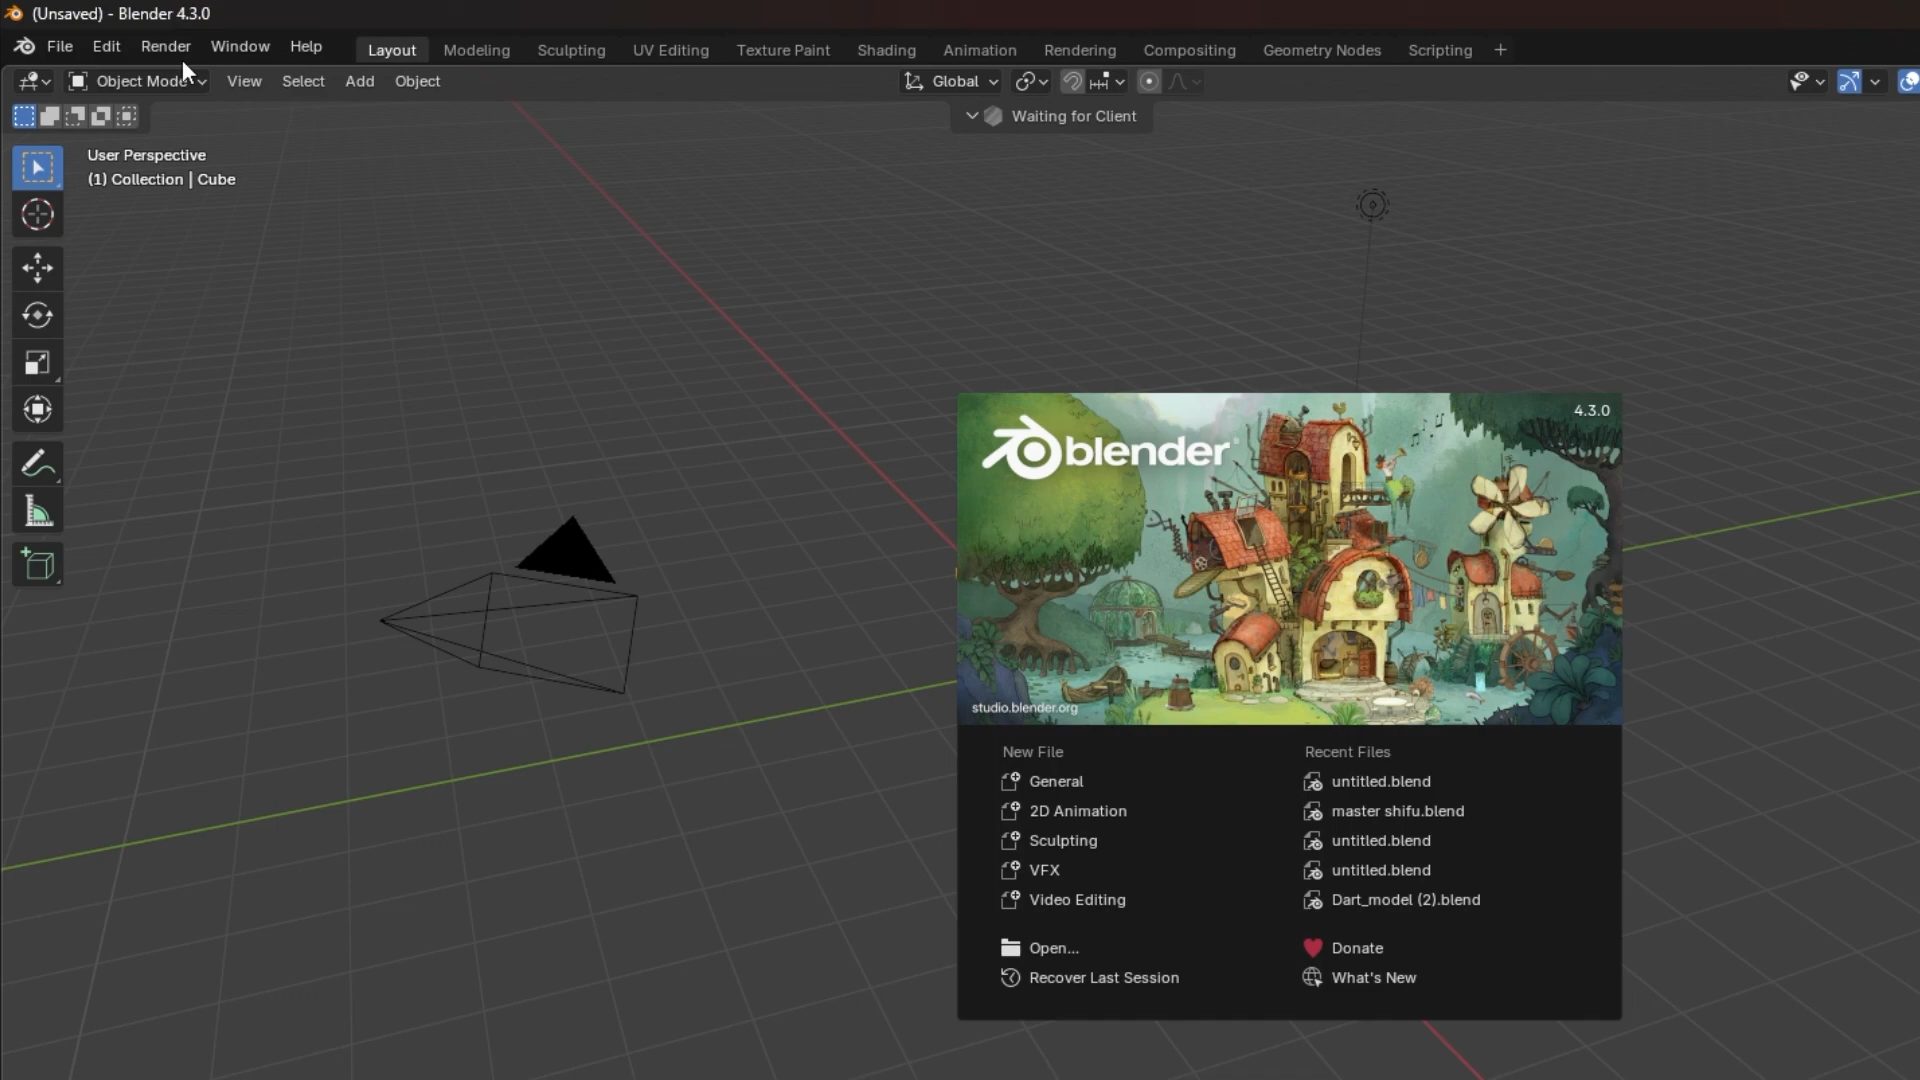 (Unsaved) - Blender 4.3.0
File Edit Render Window Help Layout Modeling Sculpting UV Editing Texture Paint Shading Animation Rendering Compositing Geometry Nodes Scripting +
Object Mode View Select Add Object Global
Waiting for Client
User Perspective
(1) Collection | Cube
4.3.0
blender
studio.blender.org
New File
General
2D Animation
Sculpting
VFX
Video Editing
Open...
Recover Last Session
Recent Files
untitled.blend
master shifu.blend
untitled.blend
untitled.blend
Dart_model (2).blend
Donate
What's New